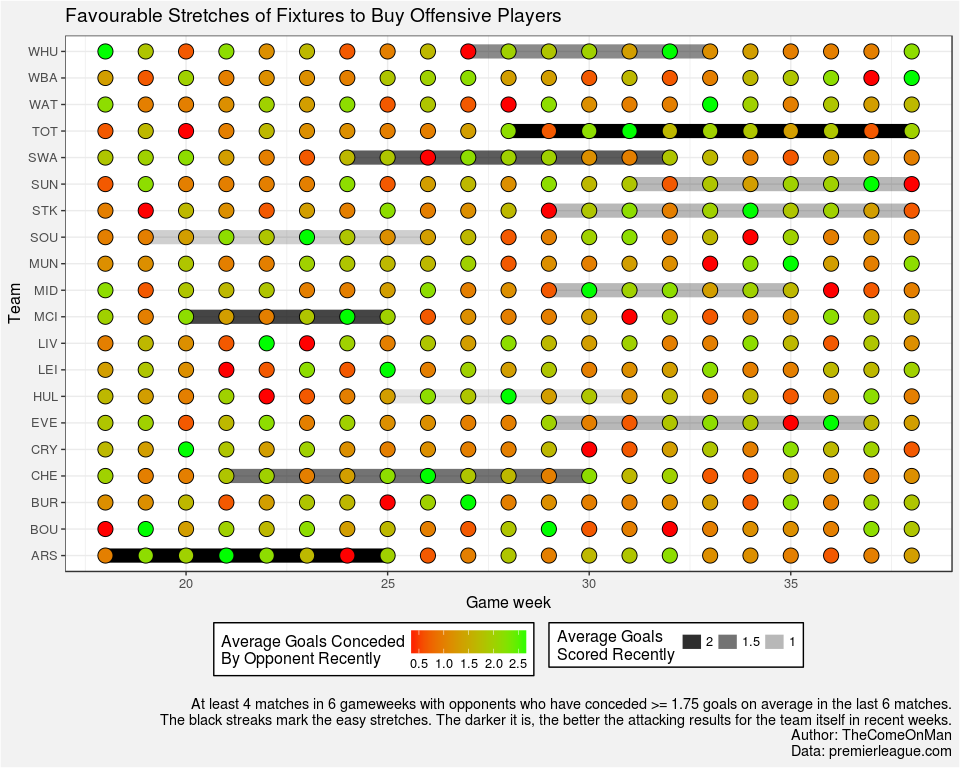 Favourable Stretches of Fixtures to Buy Offensive Players
WHU
WBA
WAT
TOT
SWA
SUN
STK
SOU
MUN
MID
MCI
LIV
LEI
HUL
EVE
CRY
CHE
BUR
BOU
ARS
Team
20 25 30 35
Game week
Average Goals Conceded
By Opponent Recently
0.5 1.0 1.5 2.0 2.5
Average Goals
Scored Recently
2 1.5 1
At least 4 matches in 6 gameweeks with opponents who have conceded >= 1.75 goals on average in the last 6 matches.
The black streaks mark the easy stretches. The darker it is, the better the attacking results for the team itself in recent weeks.
Author: TheComeOnMan
Data: premierleague.com